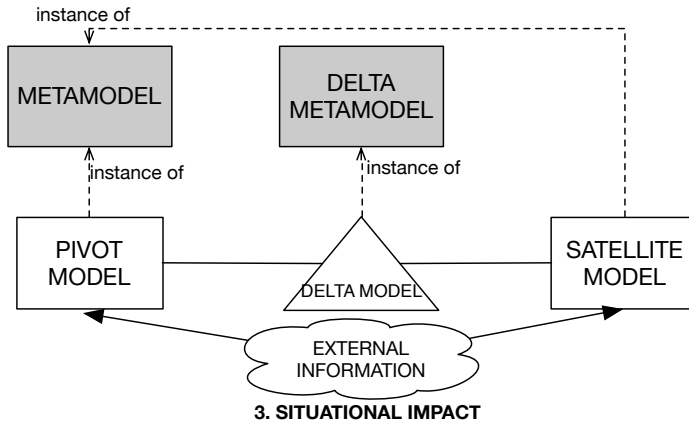 instance of
METAMODEL
DELTA
METAMODEL
instance of
instance of
PIVOT
MODEL
DELTA MODEL
SATELLITE
MODEL
EXTERNAL
INFORMATION
3. SITUATIONAL IMPACT